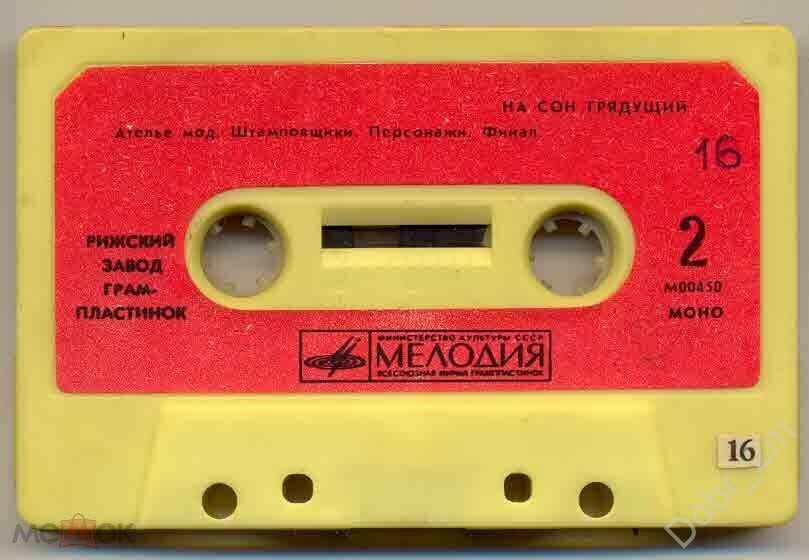 НА СОН ГРЯДУЩИЙ
Ателье мод. Штамповщики. Персонажи. Финал
16
РИЖСКИЙ
ЗАВОД
ГРАМ-
ПЛАСТИНОК
2
М00450
МОНО
МИНИСТЕРСТВО КУЛЬТУРЫ СССР
МЕЛОДИЯ
ВСЕСОЮЗНАЯ ФИРМА ГРАМПЛАСТИНОК
16
МЕШОК